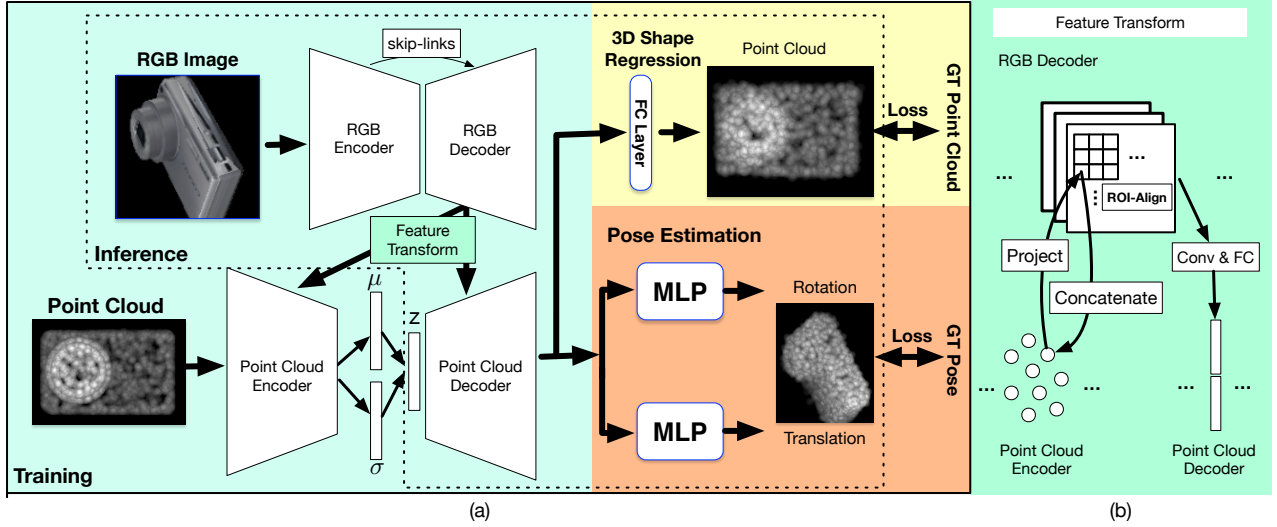 RGB Image
skip-links
RGB
Encoder
RGB
Decoder
Feature
Transform
Inference
Point Cloud
Point Cloud
Encoder
μ
σ
z
Point Cloud
Decoder
Training
3D Shape
Regression
FC Layer
Point Cloud
Loss
GT Point Cloud
Pose Estimation
MLP
MLP
Rotation
Translation
Loss
GT Pose
(a)
Feature Transform
RGB Decoder
...
...
...
...
ROI-Align
Project
Concatenate
Conv & FC
...
...
...
Point Cloud
Encoder
Point Cloud
Decoder
(b)